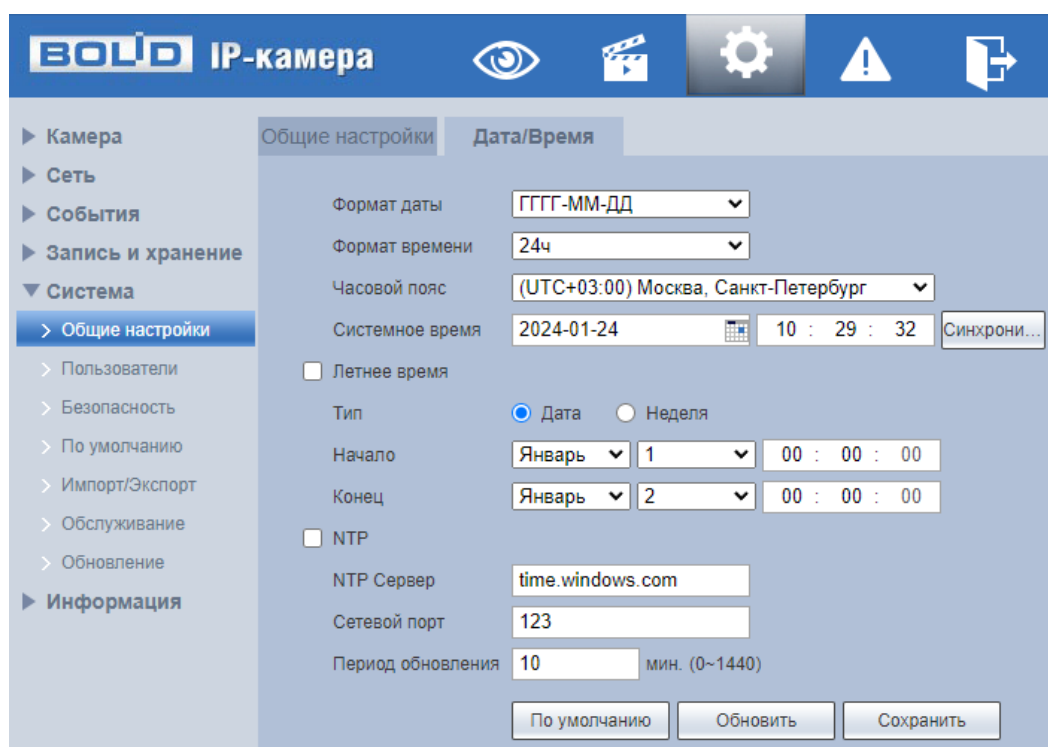 BOLID IP-камера
Камера
Сеть
События
Запись и хранение
Система
Общие настройки
Пользователи
Безопасность
По умолчанию
Импорт/Экспорт
Обслуживание
Обновление
Информация
Общие настройки Дата/Время
Формат даты ГГГГ-ММ-ДД
Формат времени 24ч
Часовой пояс (UTC+03:00) Москва, Санкт-Петербург
Системное время 2024-01-24 10 : 29 : 32 Синхрони...
Летнее время
Тип Дата Неделя
Начало Январь 1 00 : 00 : 00
Конец Январь 2 00 : 00 : 00
NTP
NTP Сервер time.windows.com
Сетевой порт 123
Период обновления 10 мин. (0~1440)
По умолчанию Обновить Сохранить